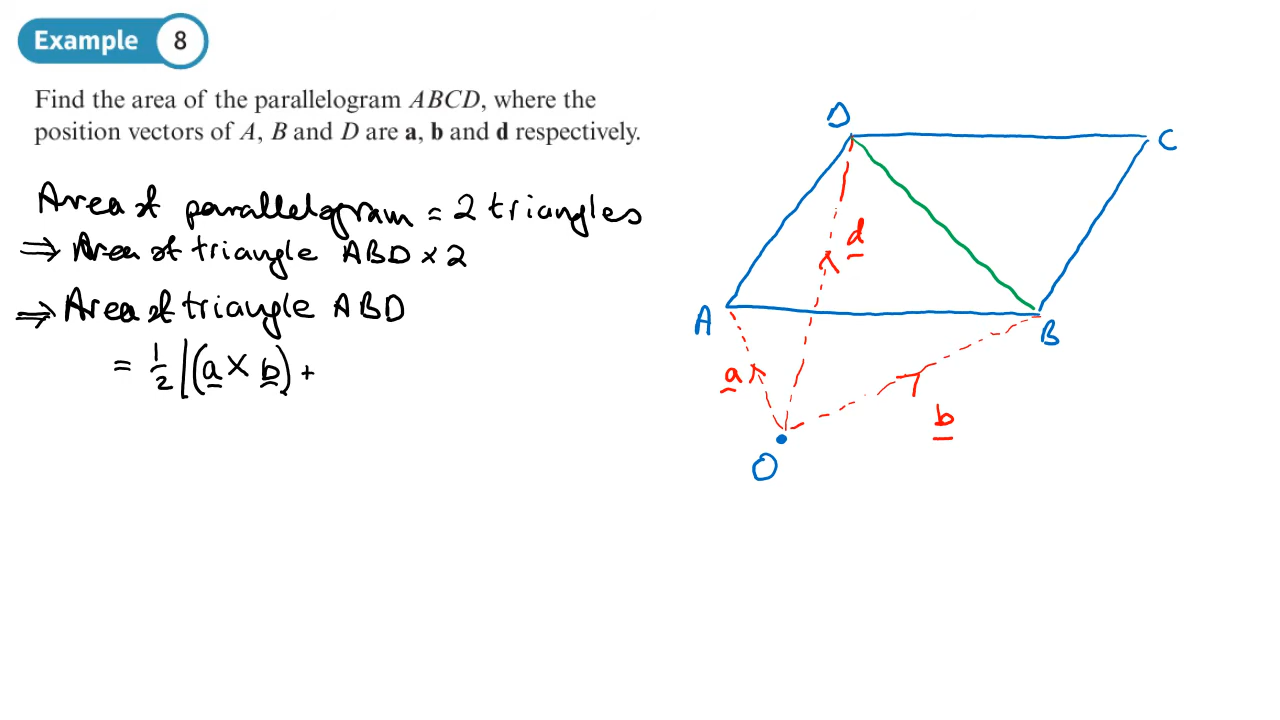 Example 8
Find the area of the parallelogram ABCD, where the
position vectors of A, B and D are a, b and d respectively.
Area of parallelogram = 2 triangles
⇒ Area of triangle ABD × 2
⇒ Area of triangle ABD
= 1/2 |(a × b) +
D
C
d
A
B
a
b
O